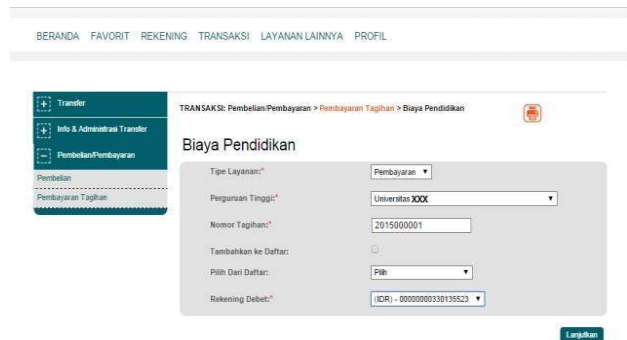 BERANDA FAVORIT REKENING TRANSAKSI LAYANAN LAINNYA PROFIL
Transfer
Info & Administrasi Transfer
Pembelian/Pembayaran
Pembelian
Pembayaran Tagihan
TRANSAKSI: Pembelian/Pembayaran > Pembayaran Tagihan > Biaya Pendidikan
Biaya Pendidikan
Tipe Layanan:* Pembayaran
Perguruan Tinggi:* Universitas XXX
Nomor Tagihan:* 2015000001
Tambahkan ke Daftar:
Pilih Dari Daftar: Pilih
Rekening Debet:* (IDR) - 00000000330135523
Lanjutkan